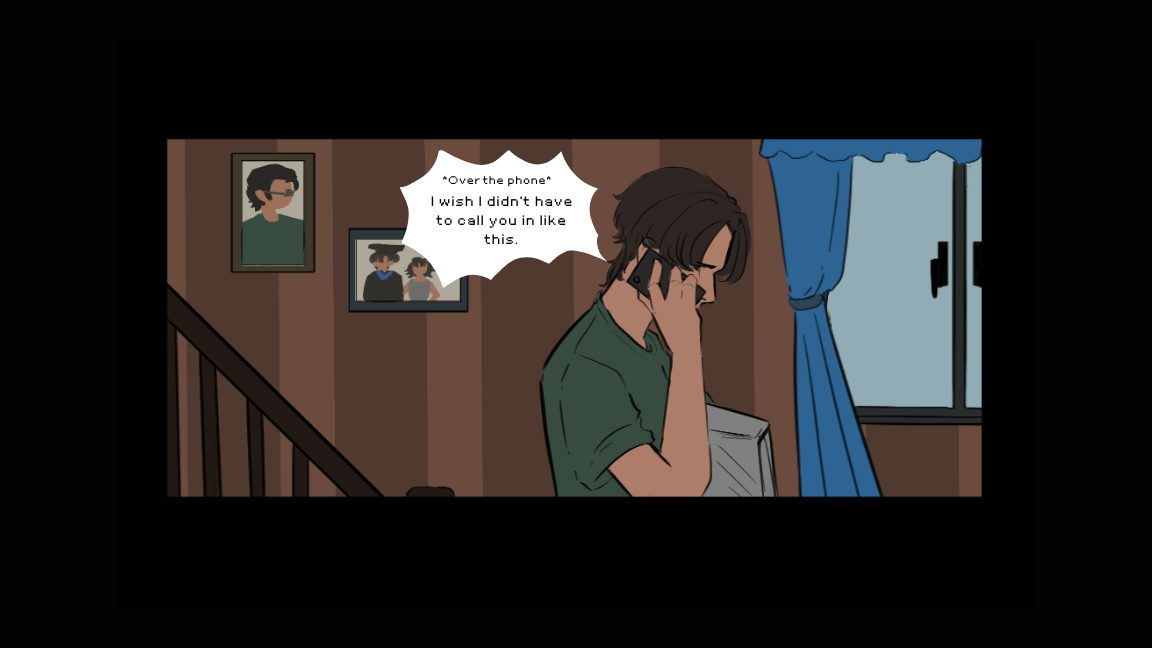 *Over the phone*
I wish I didn't have
to call you in like
this.